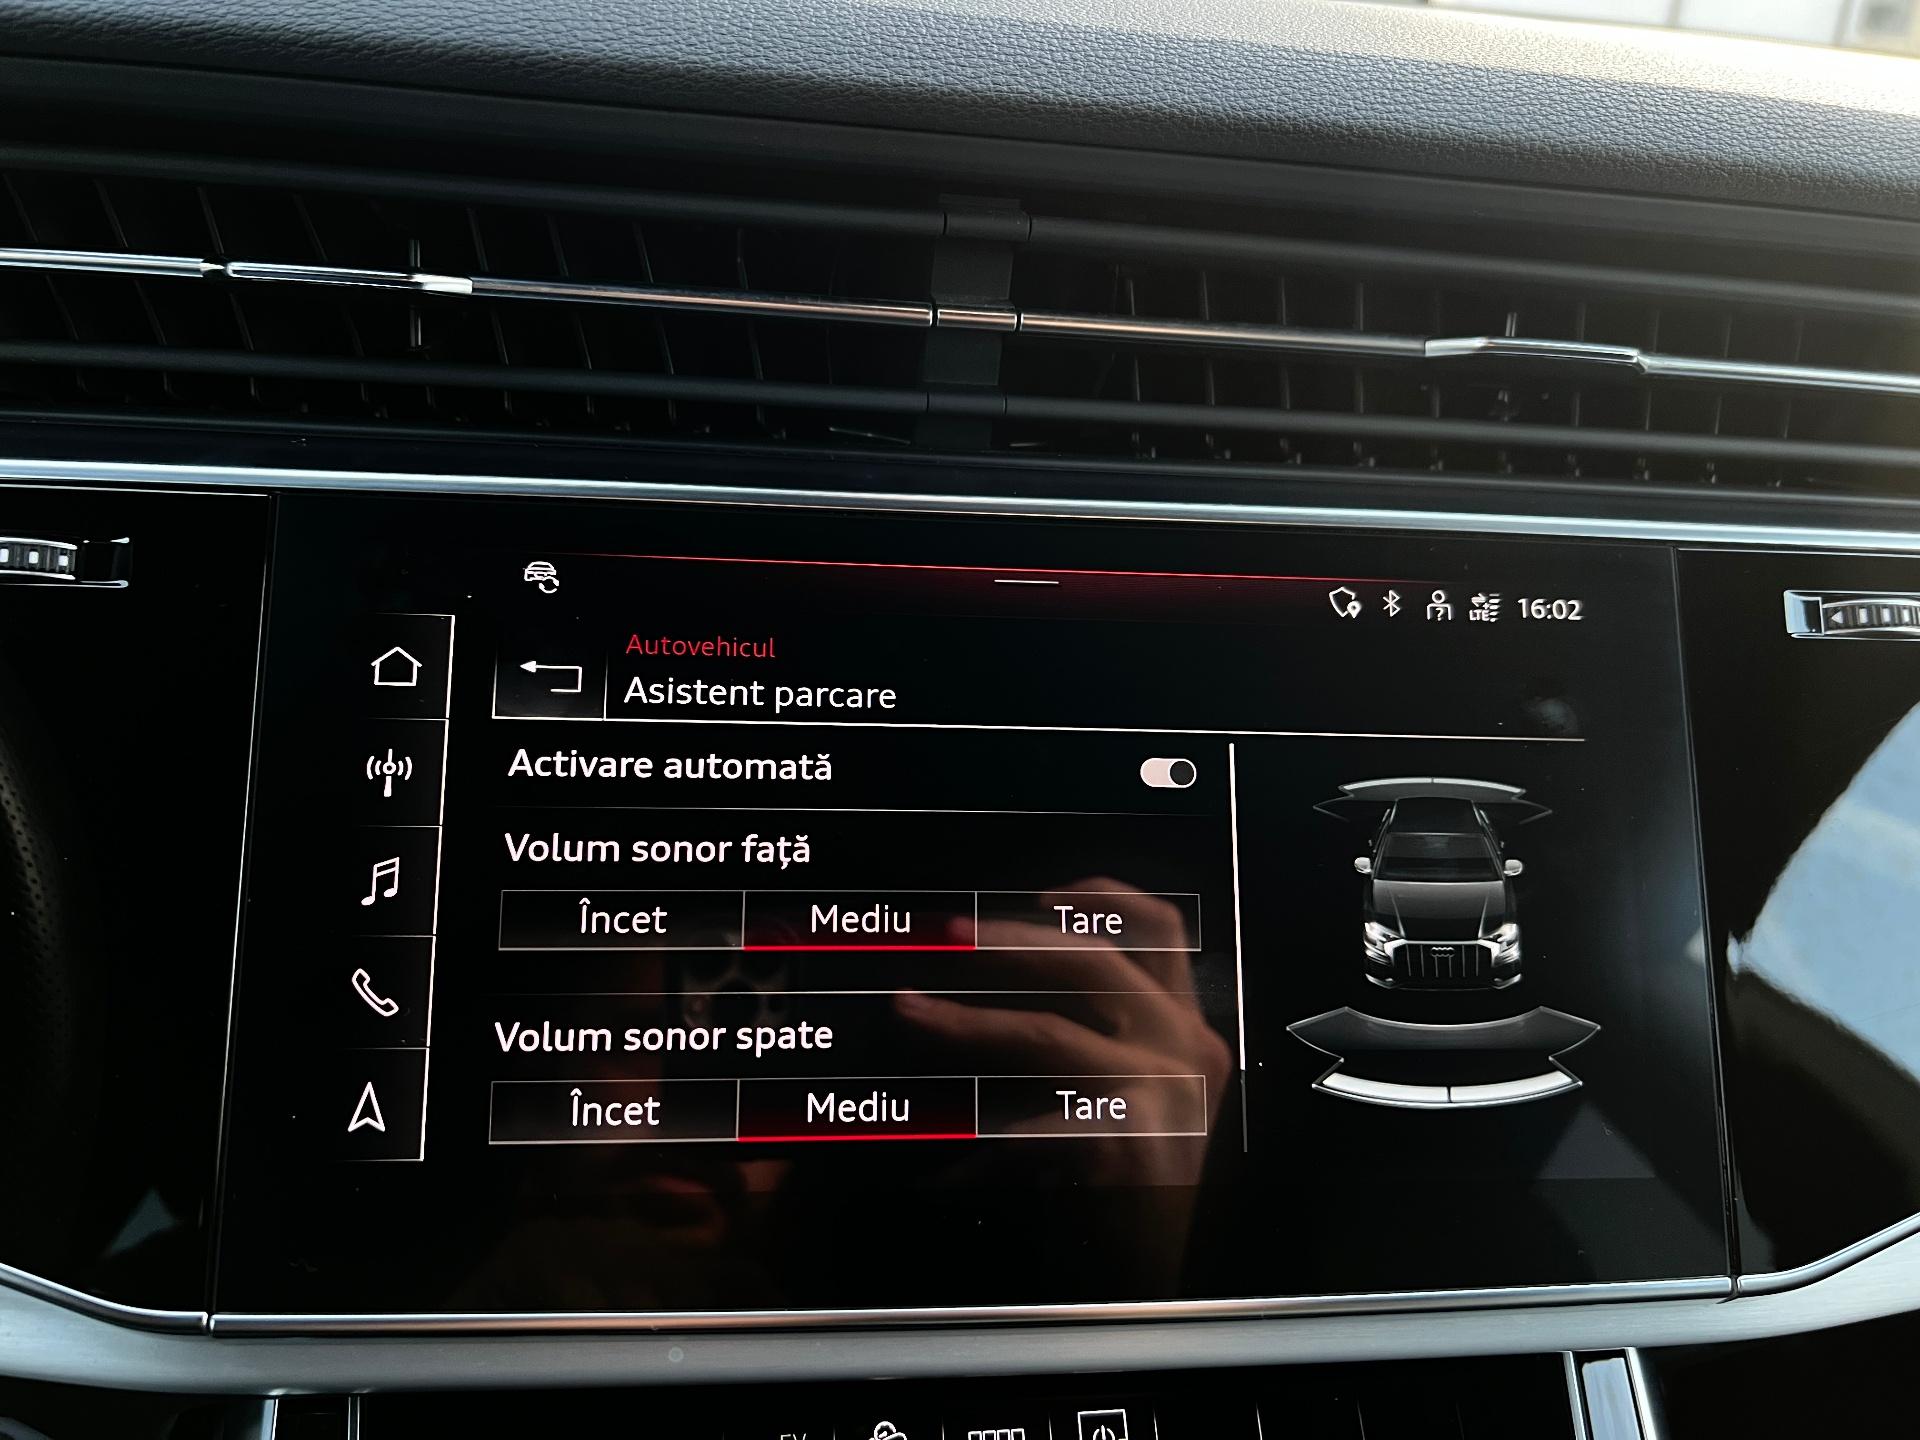 LTE
16:02
Autovehicul
Asistent parcare
Activare automată
Volum sonor față
Încet Mediu Tare
Volum sonor spate
Încet Mediu Tare